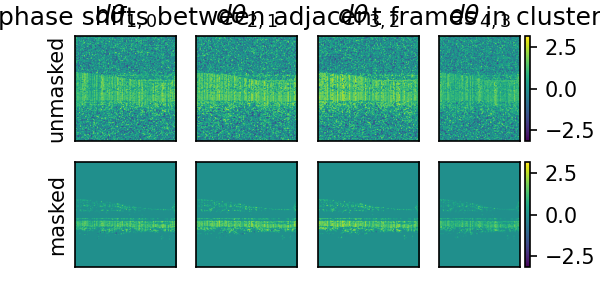 phase shifts between adjacent frames in cluster
dθ₁,₀ dθ₂,₁ dθ₃,₂ dθ₄,₃
unmasked
2.5
0.0
−2.5
masked
2.5
0.0
−2.5